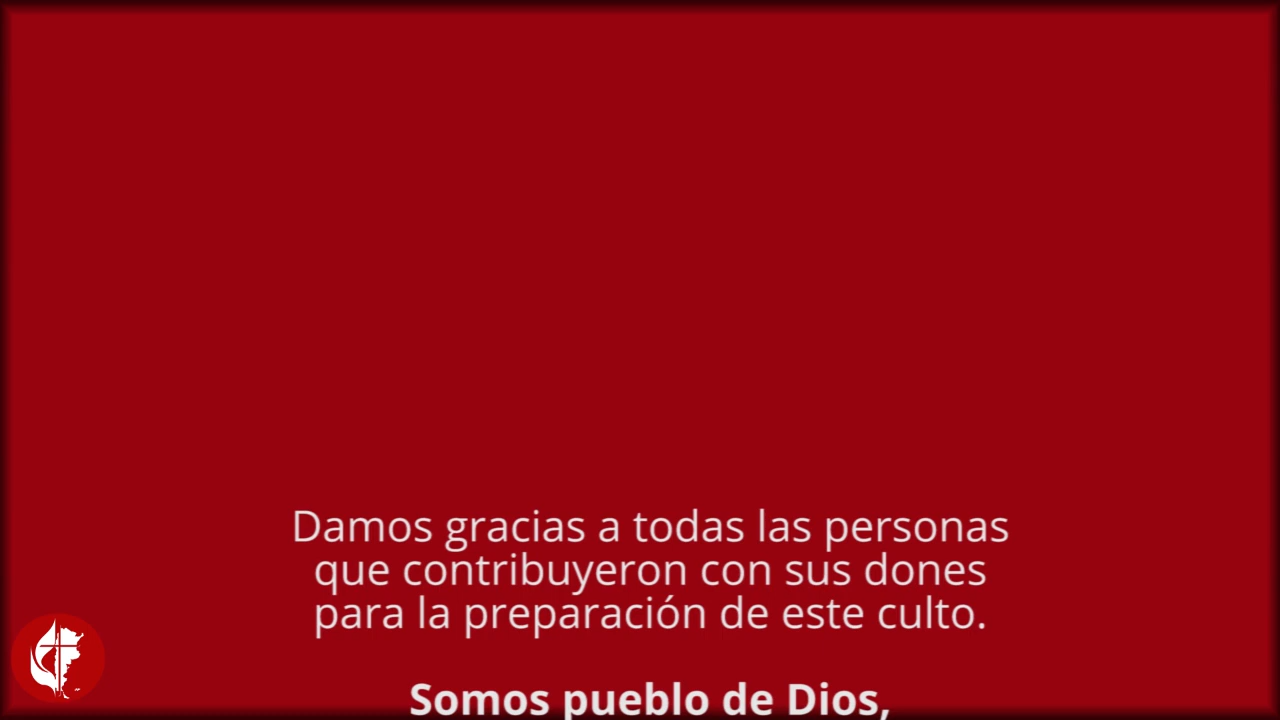 Damos gracias a todas las personas
que contribuyeron con sus dones
para la preparación de este culto.
Somos pueblo de Dios,